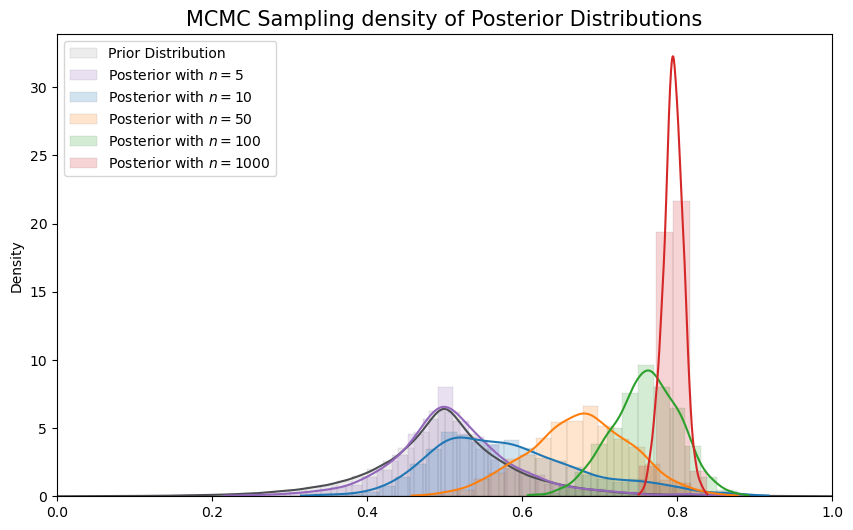 MCMC Sampling density of Posterior Distributions
Prior Distribution
Posterior with n = 5
Posterior with n = 10
Posterior with n = 50
Posterior with n = 100
Posterior with n = 1000
Density
30
25
20
15
10
5
0
0.0 0.2 0.4 0.6 0.8 1.0